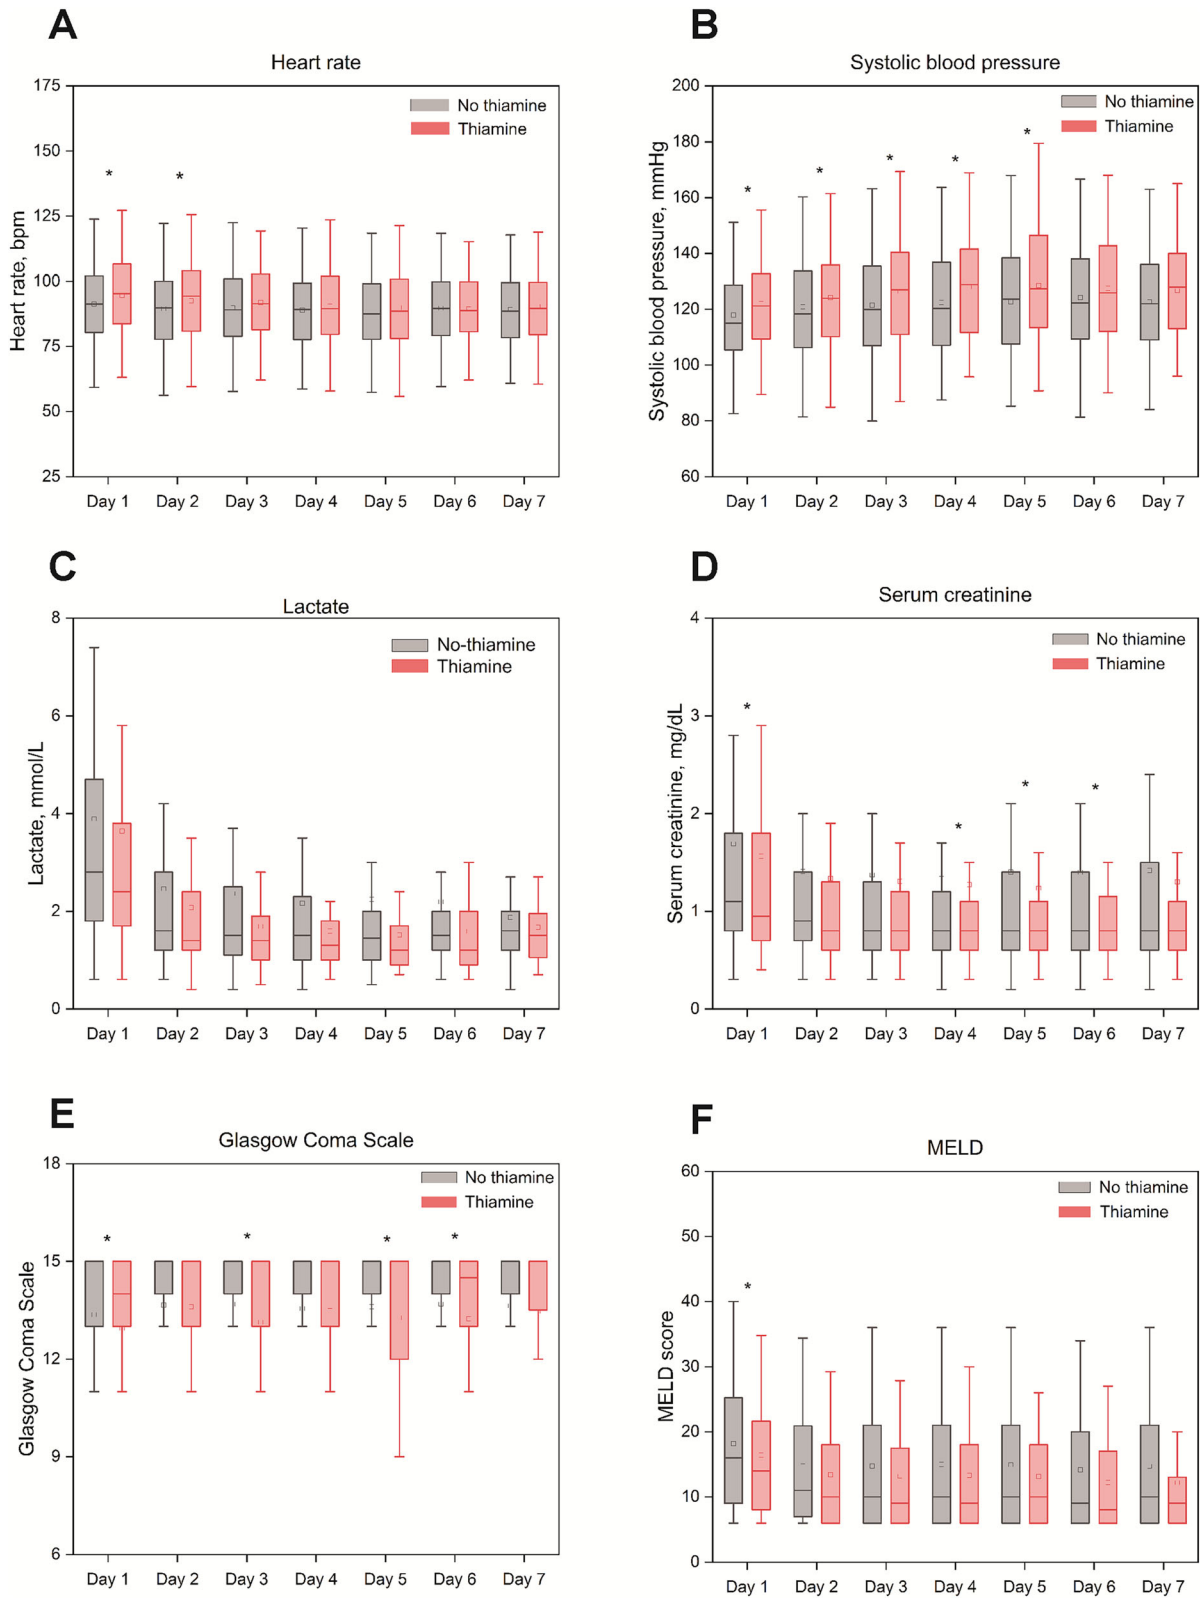 A
Heart rate
175
150
125
100
75
50
25
Heart rate, bpm
No thiamine
Thiamine
*
*
Day 1 Day 2 Day 3 Day 4 Day 5 Day 6 Day 7
B
Systolic blood pressure
200
180
160
140
120
100
80
60
Systolic blood pressure, mmHg
No thiamine
Thiamine
*
*
*
*
*
Day 1 Day 2 Day 3 Day 4 Day 5 Day 6 Day 7
C
Lactate
8
6
4
2
0
Lactate, mmol/L
No-thiamine
Thiamine
Day 1 Day 2 Day 3 Day 4 Day 5 Day 6 Day 7
D
Serum creatinine
4
3
2
1
0
Serum creatinine, mg/dL
No thiamine
Thiamine
*
*
*
*
Day 1 Day 2 Day 3 Day 4 Day 5 Day 6 Day 7
E
Glasgow Coma Scale
18
15
12
9
6
Glasgow Coma Scale
No thiamine
Thiamine
*
*
*
*
Day 1 Day 2 Day 3 Day 4 Day 5 Day 6 Day 7
F
MELD
60
50
40
30
20
10
0
MELD score
No thiamine
Thiamine
*
Day 1 Day 2 Day 3 Day 4 Day 5 Day 6 Day 7